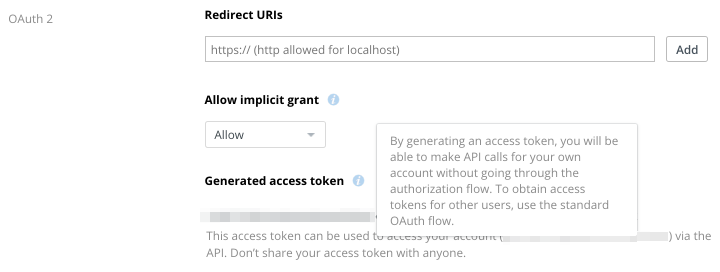 OAuth 2
Redirect URIs
https:// (http allowed for localhost)
Add
Allow implicit grant
Allow
By generating an access token, you will be
able to make API calls for your own
account without going through the
authorization flow. To obtain access
tokens for other users, use the standard
OAuth flow.
Generated access token
This access token can be used to access your account ( ) via the
API. Don't share your access token with anyone.